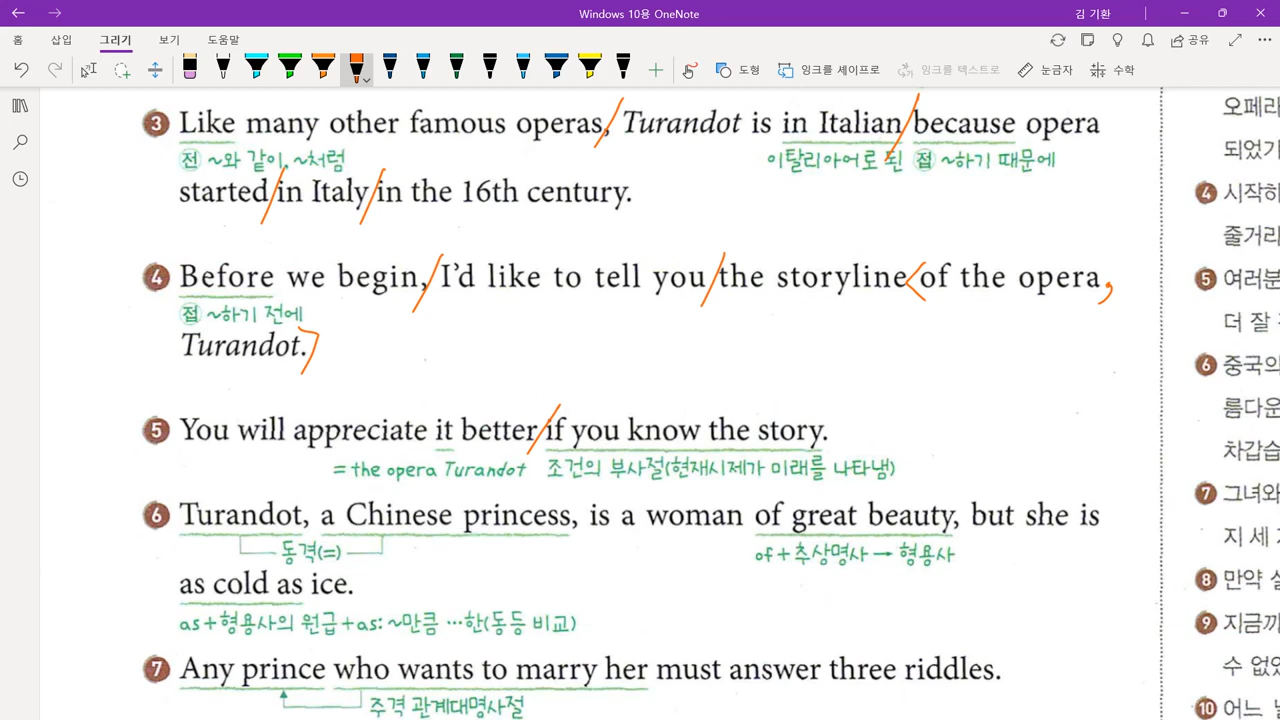 Windows 10용 OneNote
김 기환
홈 삽입 그리기 보기 도움말
공유
도형 잉크를 셰이프로 잉크를 텍스트로 눈금자 수학
3 Like many other famous operas, Turandot is in Italian because opera
전 ~와 같이, ~처럼 이탈리아어로 된 접 ~하기 때문에
started in Italy in the 16th century.
4 Before we begin, I'd like to tell you the storyline of the opera,
접 ~하기 전에
Turandot.
5 You will appreciate it better if you know the story.
= the opera Turandot 조건의 부사절(현재시제가 미래를 나타냄)
6 Turandot, a Chinese princess, is a woman of great beauty, but she is
동격(=) of + 추상명사 → 형용사
as cold as ice.
as + 형용사의 원급 + as: ~만큼 …한(동등 비교)
7 Any prince who wants to marry her must answer three riddles.
주격 관계대명사절
오페라
되었기
4 시작하
줄거리
5 여러분
더 잘
6 중국의
름다운
차갑습
7 그녀와
지 세
8 만약 실
9 지금까
수 없었
10 어느 날